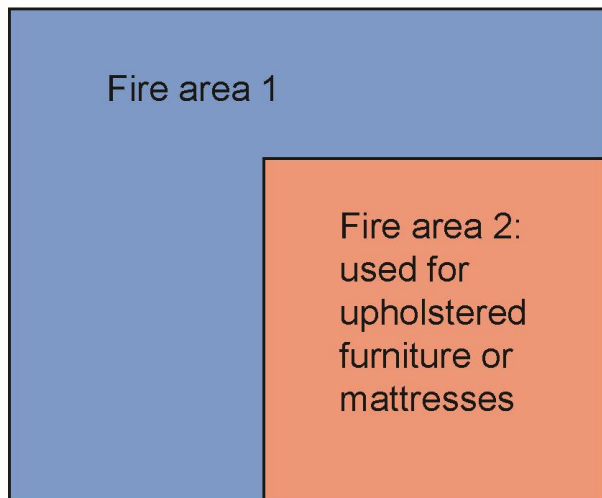 Fire area 1
Fire area 2:
used for
upholstered
furniture or
mattresses